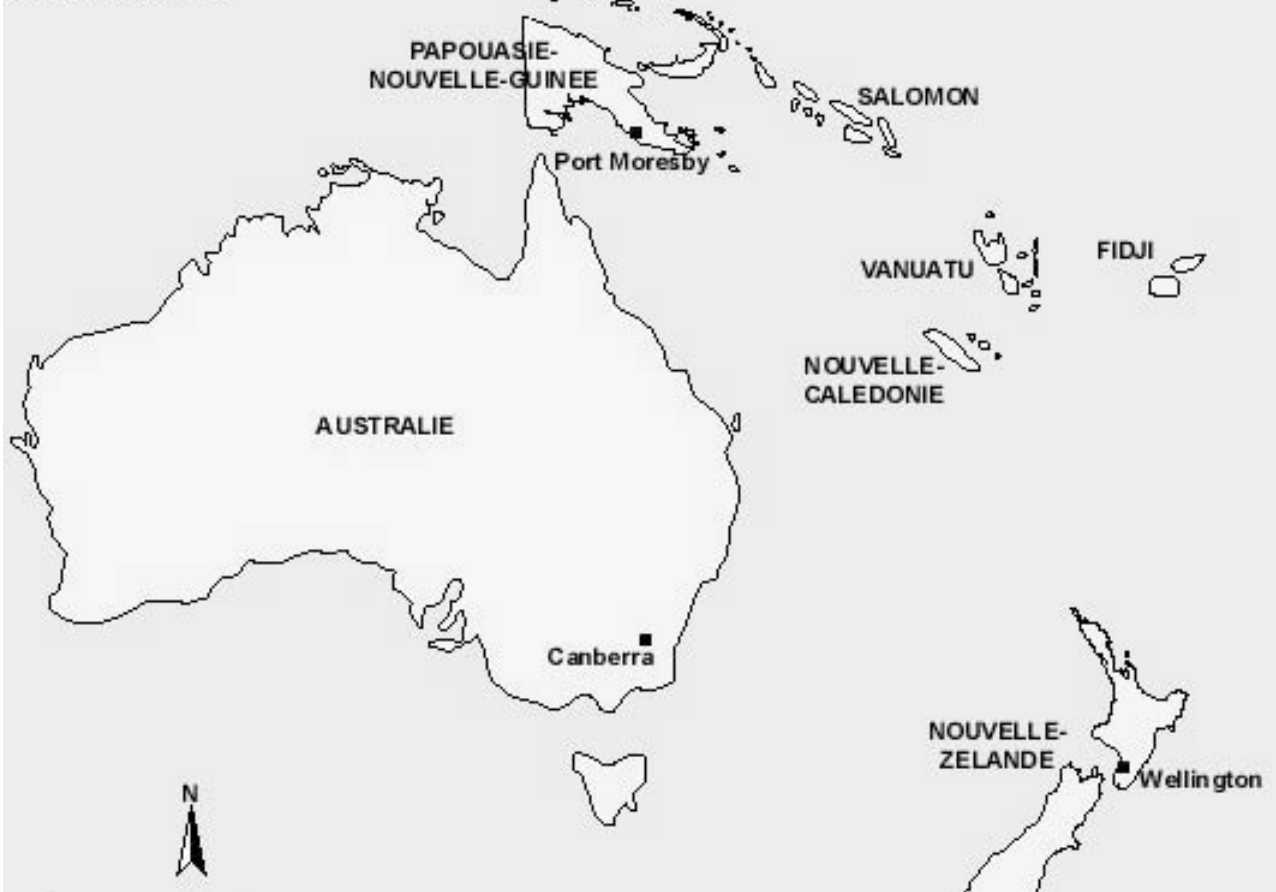 PAPOUASIE-
NOUVELLE-GUINEE
SALOMON
Port Moresby
VANUATU
FIDJI
NOUVELLE-
CALEDONIE
AUSTRALIE
Canberra
NOUVELLE-
ZELANDE
Wellington
N